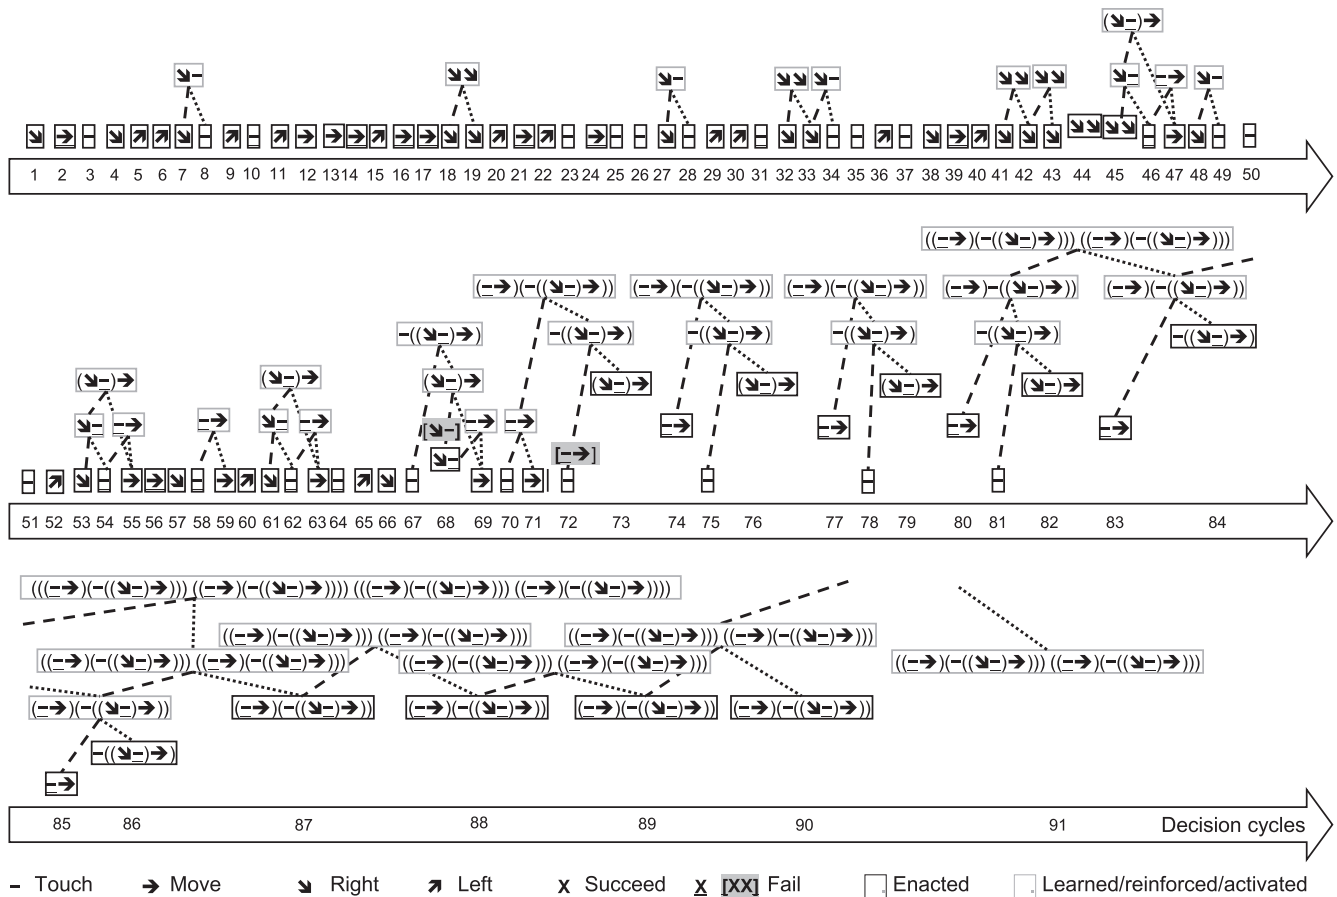 (↘–)→
↘– ↘↘ ↘– ↘↘ ↘– ↘↘ ↘↘ ↘– –→ ↘–
↘ → – ↘ ↗ ↗ ↘ – ↗ – ↗ → → → ↗ → → ↘ ↘ ↗ → ↗ – → – – ↘ – ↗ ↗ – ↘ ↘ – – ↗ – ↘ → ↗ ↘ ↘ ↘ ↘↘ ↘↘ – → ↘ – –
1 2 3 4 5 6 7 8 9 10 11 12 13 14 15 16 17 18 19 20 21 22 23 24 25 26 27 28 29 30 31 32 33 34 35 36 37 38 39 40 41 42 43 44 45 46 47 48 49 50
((–→)(–((↘–)→))) ((–→)(–((↘–)→)))
(–→)(–((↘–)→)) (–→)(–((↘–)→)) (–→)(–((↘–)→)) (–→)–((↘–)→)) (–→)(–((↘–)→))
–((↘–)→) –((↘–)→) –((↘–)→) –((↘–)→) –((↘–)→) –((↘–)→)
(↘–)→ (↘–)→ (↘–)→ (↘–)→ (↘–)→ (↘–)→ (↘–)→
↘– –→ –→ ↘– –→ [↘–] –→ –→ –→ –→ –→ –→
↘– [–→]
– ↗ ↘ – → → ↘ – → ↗ ↘ – → – ↗ ↘ – → – → – – – –
51 52 53 54 55 56 57 58 59 60 61 62 63 64 65 66 67 68 69 70 71 72 73 74 75 76 77 78 79 80 81 82 83 84
(((–→)(–((↘–)→))) ((–→)(–((↘–)→)))) (((–→)(–((↘–)→))) ((–→)(–((↘–)→))))
((–→)(–((↘–)→))) ((–→)(–((↘–)→))) ((–→)(–((↘–)→))) ((–→)(–((↘–)→)))
((–→)(–((↘–)→))) ((–→)(–((↘–)→))) ((–→)(–((↘–)→))) ((–→)(–((↘–)→))) ((–→)(–((↘–)→))) ((–→)(–((↘–)→)))
(–→)(–((↘–)→)) (–→)(–((↘–)→)) (–→)(–((↘–)→)) (–→)(–((↘–)→)) (–→)(–((↘–)→))
–((↘–)→)
–→
85 86 87 88 89 90 91 Decision cycles
– Touch → Move ↘ Right ↗ Left X Succeed X [XX] Fail Enacted Learned/reinforced/activated